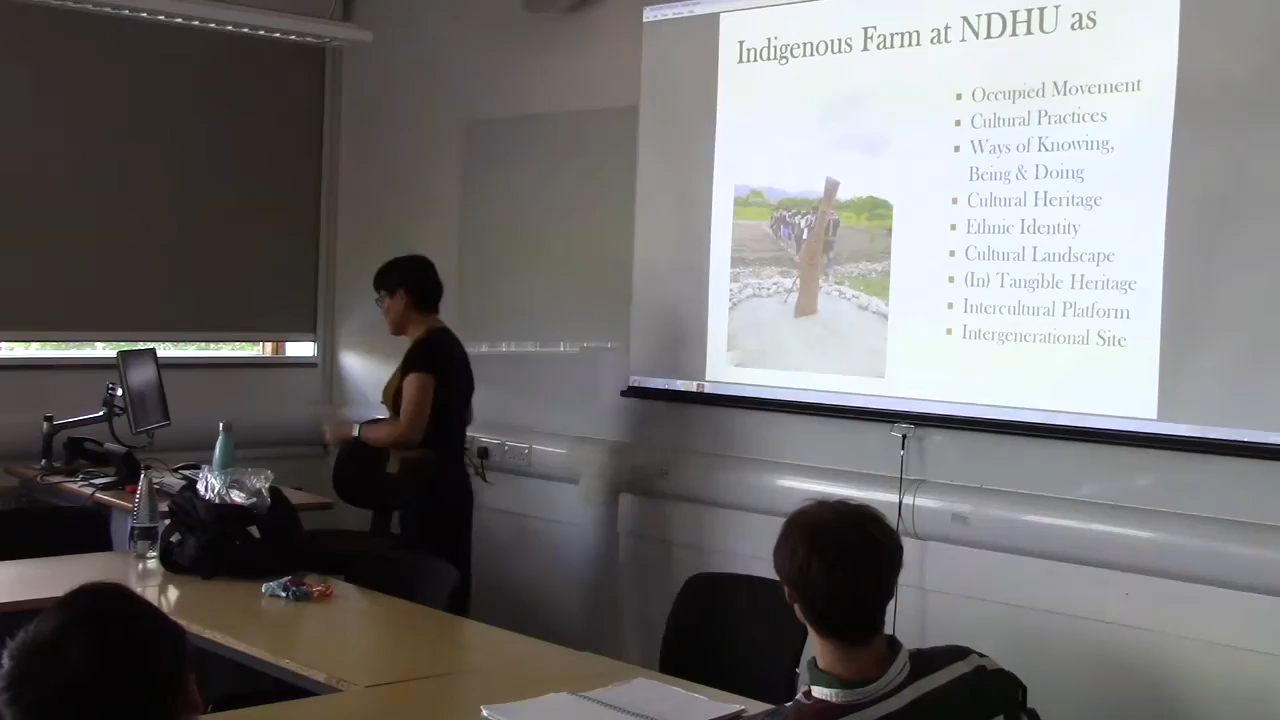 Indigenous Farm at NDHU as
▪ Occupied Movement
▪ Cultural Practices
▪ Ways of Knowing,
Being & Doing
▪ Cultural Heritage
▪ Ethnic Identity
▪ Cultural Landscape
▪ (In) Tangible Heritage
▪ Intercultural Platform
▪ Intergenerational Site